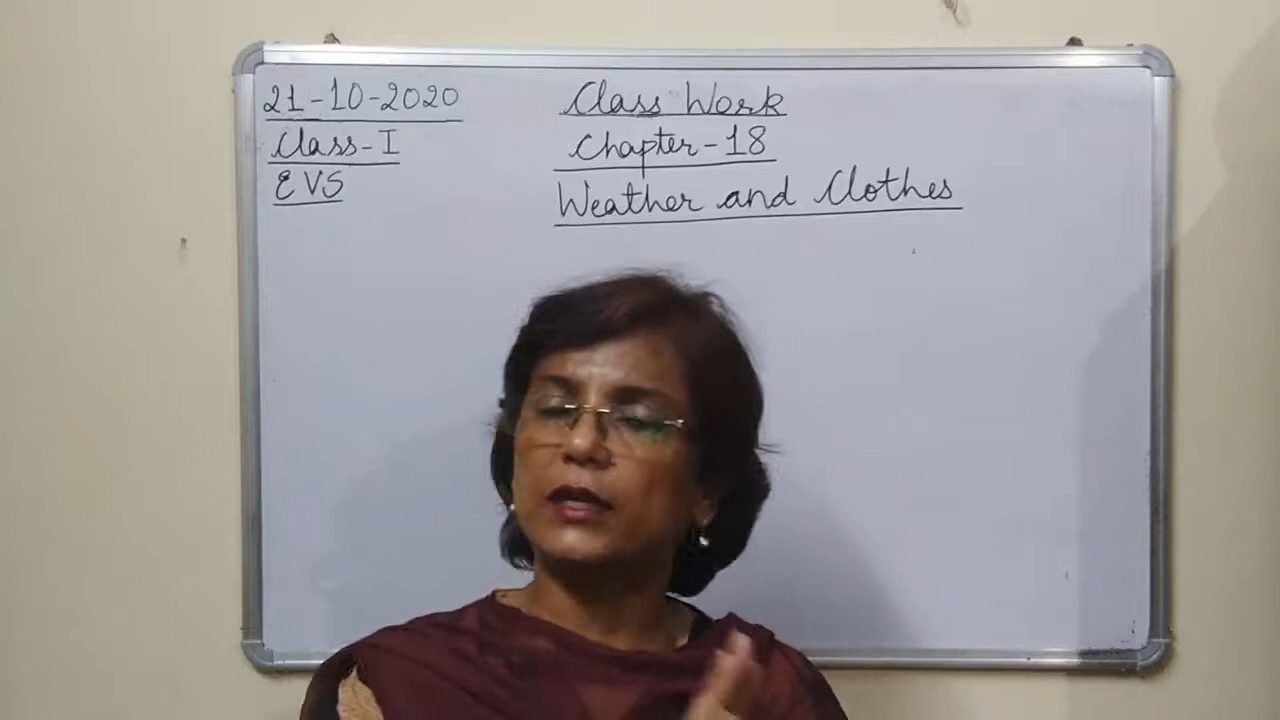 21-10-2020
Class-I
EVS
Class Work
Chapter-18
Weather and Clothes